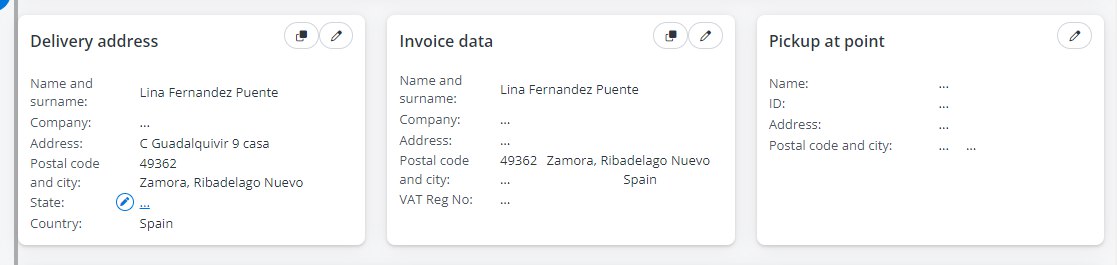 Delivery address
Name and
surname: Lina Fernandez Puente
Company: ...
Address: C Guadalquivir 9 casa
Postal code 49362
and city: Zamora, Ribadelago Nuevo
State: ...
Country: Spain
Invoice data
Name and
surname: Lina Fernandez Puente
Company: ...
Address: ...
Postal code 49362 Zamora, Ribadelago Nuevo
and city: ... Spain
VAT Reg No: ...
Pickup at point
Name: ...
ID: ...
Address: ...
Postal code and city: ... ...